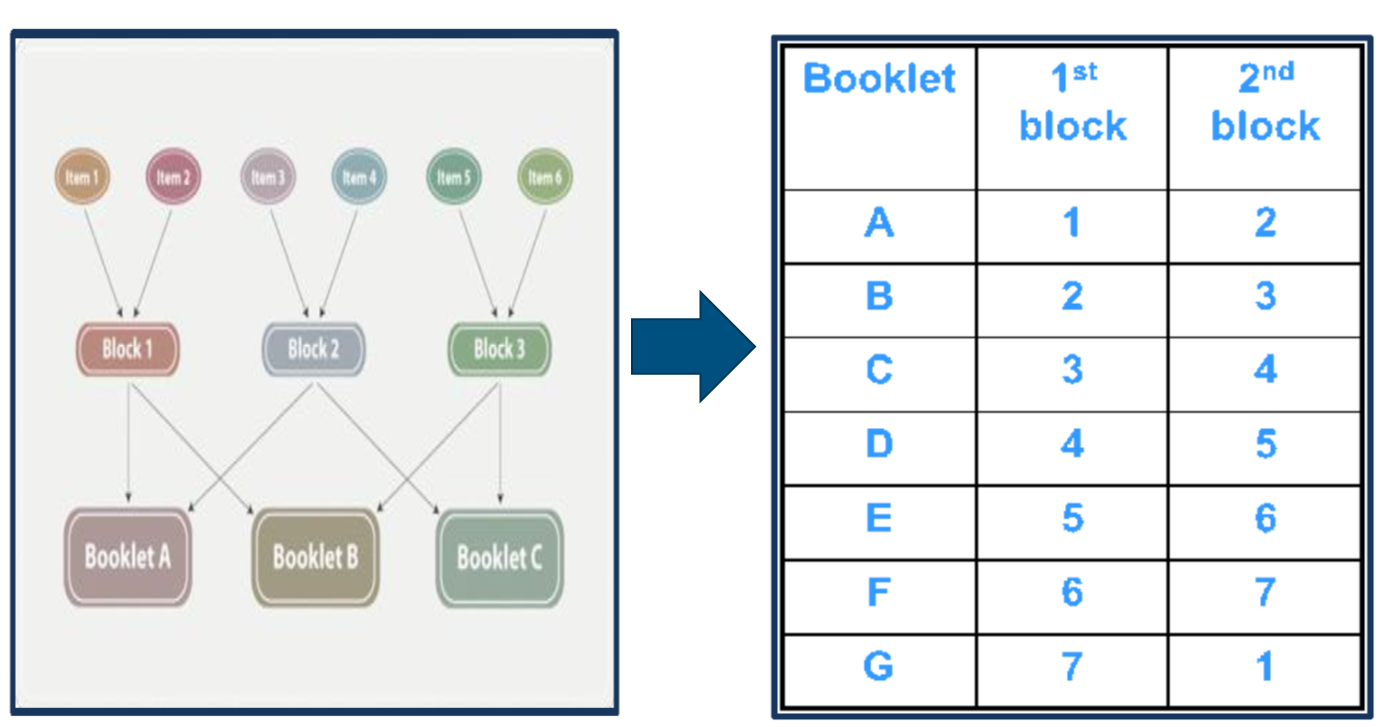 Item 1 Item 2 Item 3 Item 4 Item 5 Item 6
Block 1 Block 2 Block 3
Booklet A Booklet B Booklet C
Booklet 1st block 2nd block
A 1 2
B 2 3
C 3 4
D 4 5
E 5 6
F 6 7
G 7 1